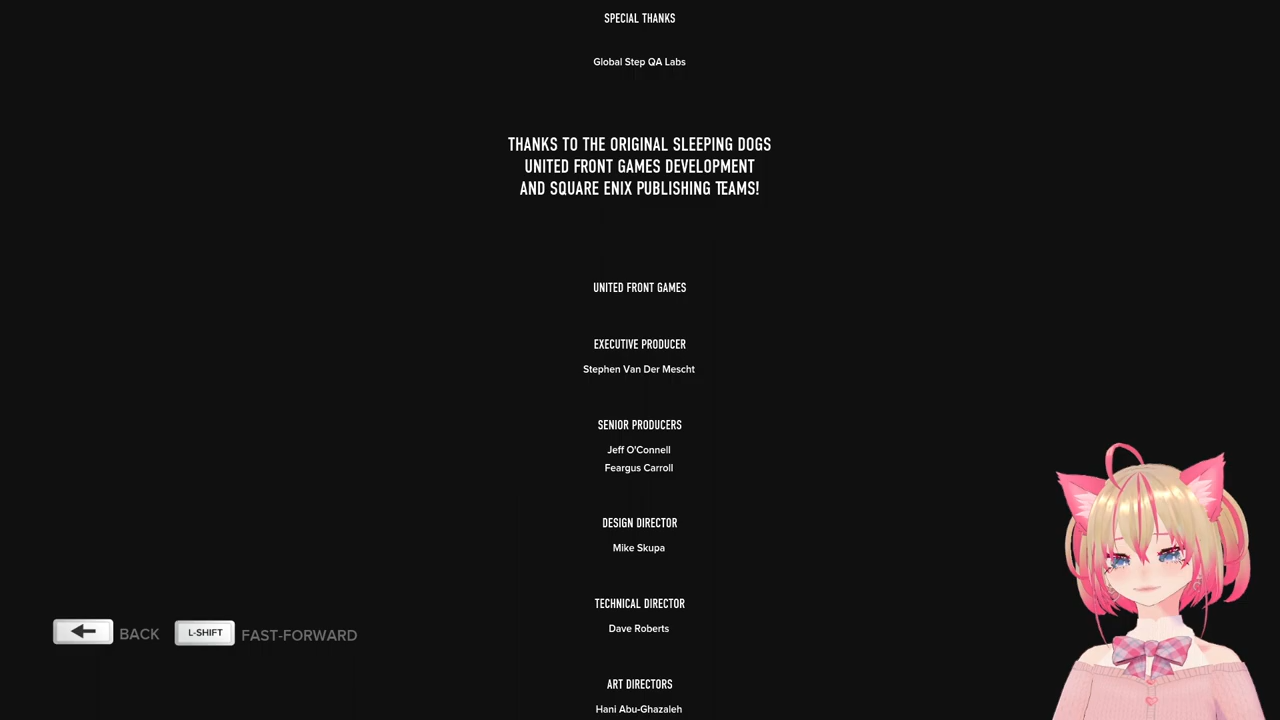 SPECIAL THANKS
Global Step QA Labs
THANKS TO THE ORIGINAL SLEEPING DOGS
UNITED FRONT GAMES DEVELOPMENT
AND SQUARE ENIX PUBLISHING TEAMS!
UNITED FRONT GAMES
EXECUTIVE PRODUCER
Stephen Van Der Mescht
SENIOR PRODUCERS
Jeff O'Connell
Feargus Carroll
DESIGN DIRECTOR
Mike Skupa
TECHNICAL DIRECTOR
Dave Roberts
BACK L-SHIFT FAST-FORWARD
ART DIRECTORS
Hani Abu-Ghazaleh